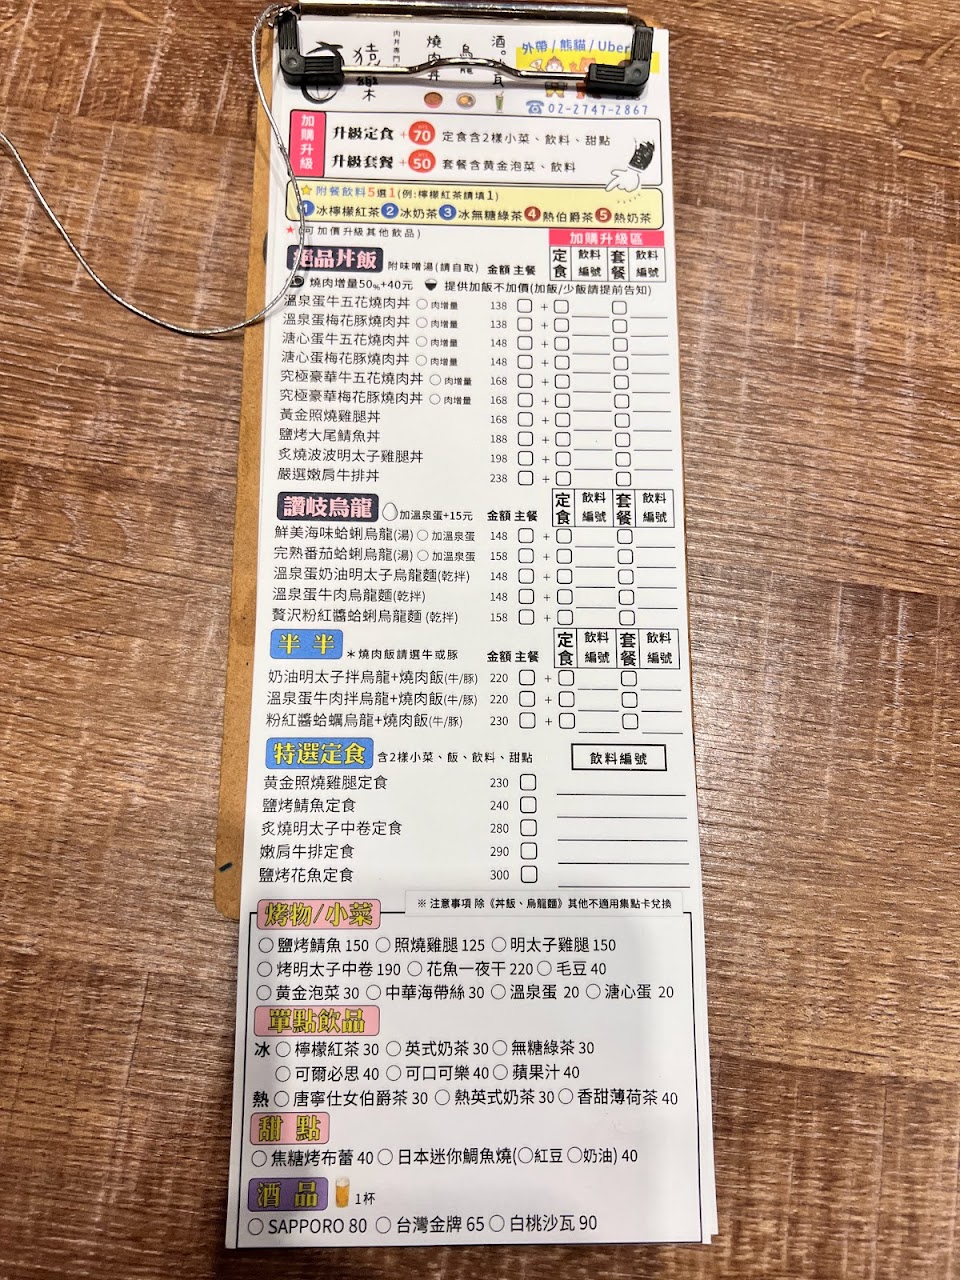 猿樂
肉丼專門
燒肉丼
烏龍
外帶/熊貓/Uber
☎02-2747-2867
加購升級
升級定食+70 定食含2樣小菜、飲料、甜點
升級套餐+50 套餐含黃金泡菜、飲料
☆附餐飲料5選1(例:檸檬紅茶請填1)
1冰檸檬紅茶 2冰奶茶 3冰無糖綠茶 4熱伯爵茶 5熱奶茶
★(可加價升級其他飲品)
加購升級區
絕品丼飯 附味噌湯(請自取) 金額 主餐 定食 飲料編號 套餐 飲料編號
燒肉增量50%+40元 提供加飯不加價(加飯/少飯請提前告知)
溫泉蛋牛五花燒肉丼 ○肉增量 138 □+□ □
溫泉蛋梅花豚燒肉丼 ○肉增量 138 □+□ □
溏心蛋牛五花燒肉丼 ○肉增量 148 □+□ □
溏心蛋梅花豚燒肉丼 ○肉增量 148 □+□ □
究極豪華牛五花燒肉丼 ○肉增量 168 □+□ □
究極豪華梅花豚燒肉丼 ○肉增量 168 □+□ □
黃金照燒雞腿丼 168 □+□ □
鹽烤大尾鯖魚丼 188 □+□ □
炙燒波波明太子雞腿丼 198 □+□ □
嚴選嫩肩牛排丼 238 □+□ □
讚岐烏龍 加溫泉蛋+15元 金額 主餐 定食 飲料編號 套餐 飲料編號
鮮美海味蛤蜊烏龍(湯) ○加溫泉蛋 148 □+□ □
完熟番茄蛤蜊烏龍(湯) ○加溫泉蛋 158 □+□ □
溫泉蛋奶油明太子烏龍麵(乾拌) 148 □+□ □
溫泉蛋牛肉烏龍麵(乾拌) 148 □+□ □
贅沢粉紅醬蛤蜊烏龍麵(乾拌) 158 □+□ □
半半 *燒肉飯請選牛或豚 金額 主餐 定食 飲料編號 套餐 飲料編號
奶油明太子拌烏龍+燒肉飯(牛/豚) 220 □+□ □
溫泉蛋牛肉拌烏龍+燒肉飯(牛/豚) 220 □+□ □
粉紅醬蛤蠣烏龍+燒肉飯(牛/豚) 230 □+□ □
特選定食 含2樣小菜、飯、飲料、甜點 飲料編號
黃金照燒雞腿定食 230 □
鹽烤鯖魚定食 240 □
炙燒明太子中卷定食 280 □
嫩肩牛排定食 290 □
鹽烤花魚定食 300 □
※ 注意事項 除《丼飯、烏龍麵》其他不適用集點卡兌換
烤物/小菜
○鹽烤鯖魚 150 ○照燒雞腿 125 ○明太子雞腿 150
○烤明太子中卷 190 ○花魚一夜干 220 ○毛豆 40
○黃金泡菜 30 ○中華海帶絲 30 ○溫泉蛋 20 ○溏心蛋 20
單點飲品
冰 ○檸檬紅茶 30 ○英式奶茶 30 ○無糖綠茶 30
○可爾必思 40 ○可口可樂 40 ○蘋果汁 40
熱 ○唐寧仕女伯爵茶 30 ○熱英式奶茶 30 ○香甜薄荷茶 40
甜點
○焦糖烤布蕾 40 ○日本迷你鯛魚燒(○紅豆 ○奶油) 40
酒品 1杯
○SAPPORO 80 ○台灣金牌 65 ○白桃沙瓦 90